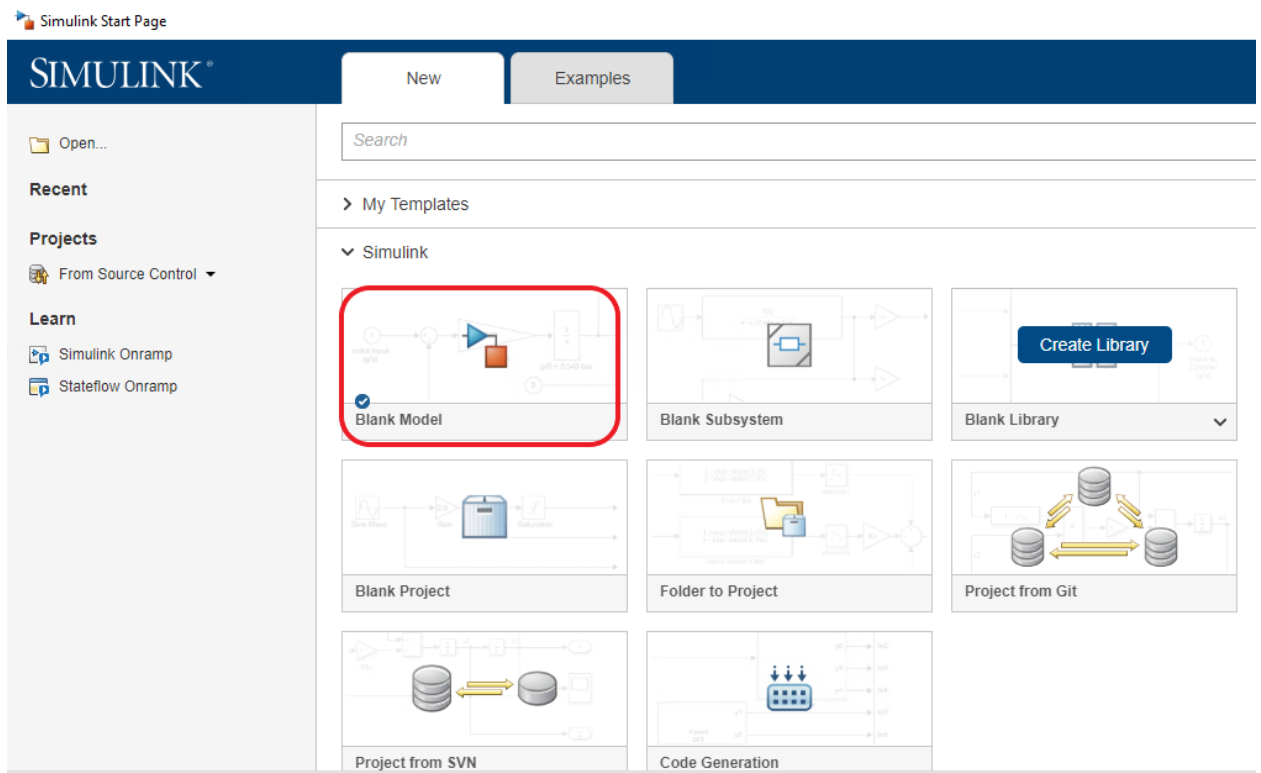 Simulink Start Page
SIMULINK®
New
Examples
Open...
Recent
Projects
From Source Control
Learn
Simulink Onramp
Stateflow Onramp
Search
My Templates
Simulink
Blank Model
Blank Subsystem
Create Library
Blank Library
Blank Project
Folder to Project
Project from Git
Project from SVN
Code Generation